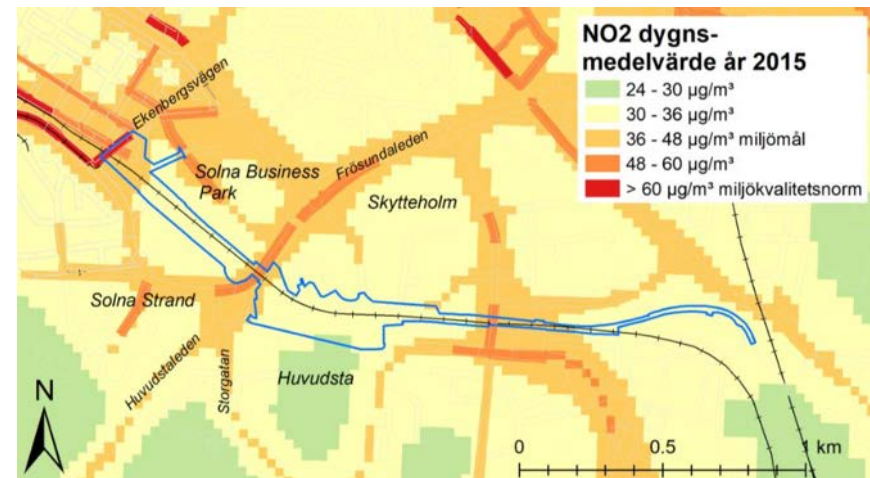 NO2 dygns-
medelvärde år 2015
24 - 30 µg/m³
30 - 36 µg/m³
36 - 48 µg/m³ miljömål
48 - 60 µg/m³
> 60 µg/m³ miljökvalitetsnorm
Ekenbergsvägen
Solna Business
Park
Frösundaleden
Skytteholm
Solna Strand
Huvudstaleden
Storgatan
Huvudsta
N
0 0.5 1 km